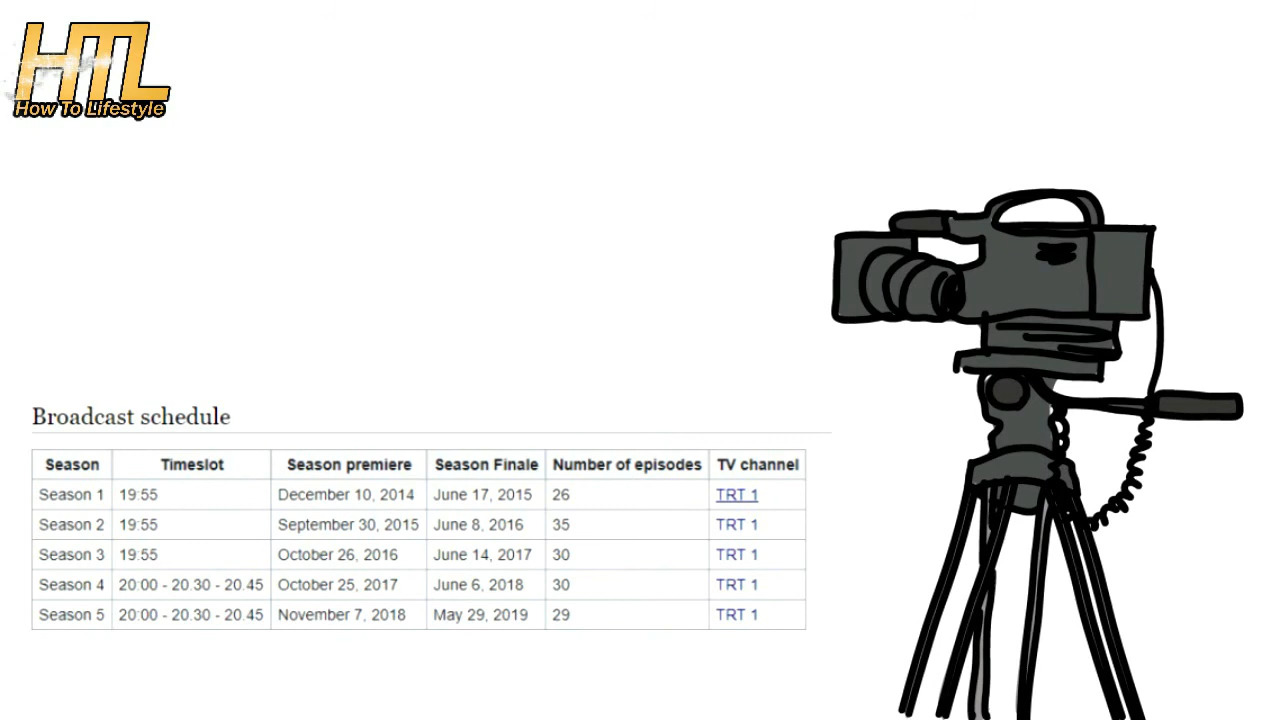 HTL
How To Lifestyle
Broadcast schedule
Season Timeslot Season premiere Season Finale Number of episodes TV channel
Season 1 19:55 December 10, 2014 June 17, 2015 26 TRT 1
Season 2 19:55 September 30, 2015 June 8, 2016 35 TRT 1
Season 3 19:55 October 26, 2016 June 14, 2017 30 TRT 1
Season 4 20:00 - 20.30 - 20.45 October 25, 2017 June 6, 2018 30 TRT 1
Season 5 20:00 - 20.30 - 20.45 November 7, 2018 May 29, 2019 29 TRT 1